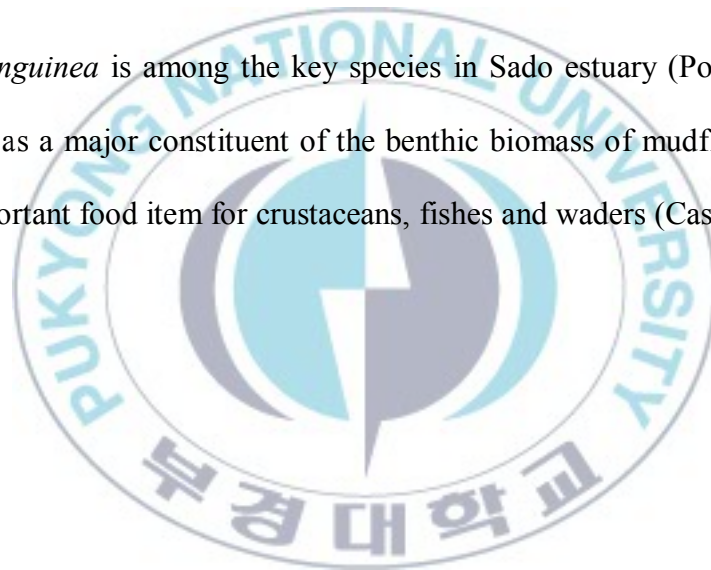 nguinea is among the key species in Sado estuary (Po
as a major constituent of the benthic biomass of mudf
ortant food item for crustaceans, fishes and waders (Cas
PUKYONG NATIONAL UNIVERSITY
부경대학교